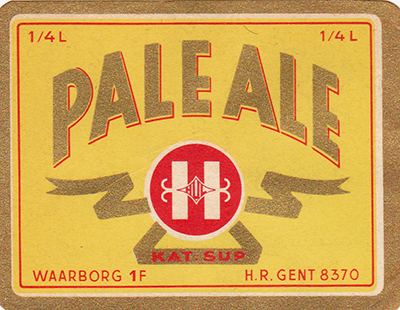 1/4 L 1/4 L
PALE ALE
H
KAT. SUP
WAARBORG 1F H.R. GENT 8370